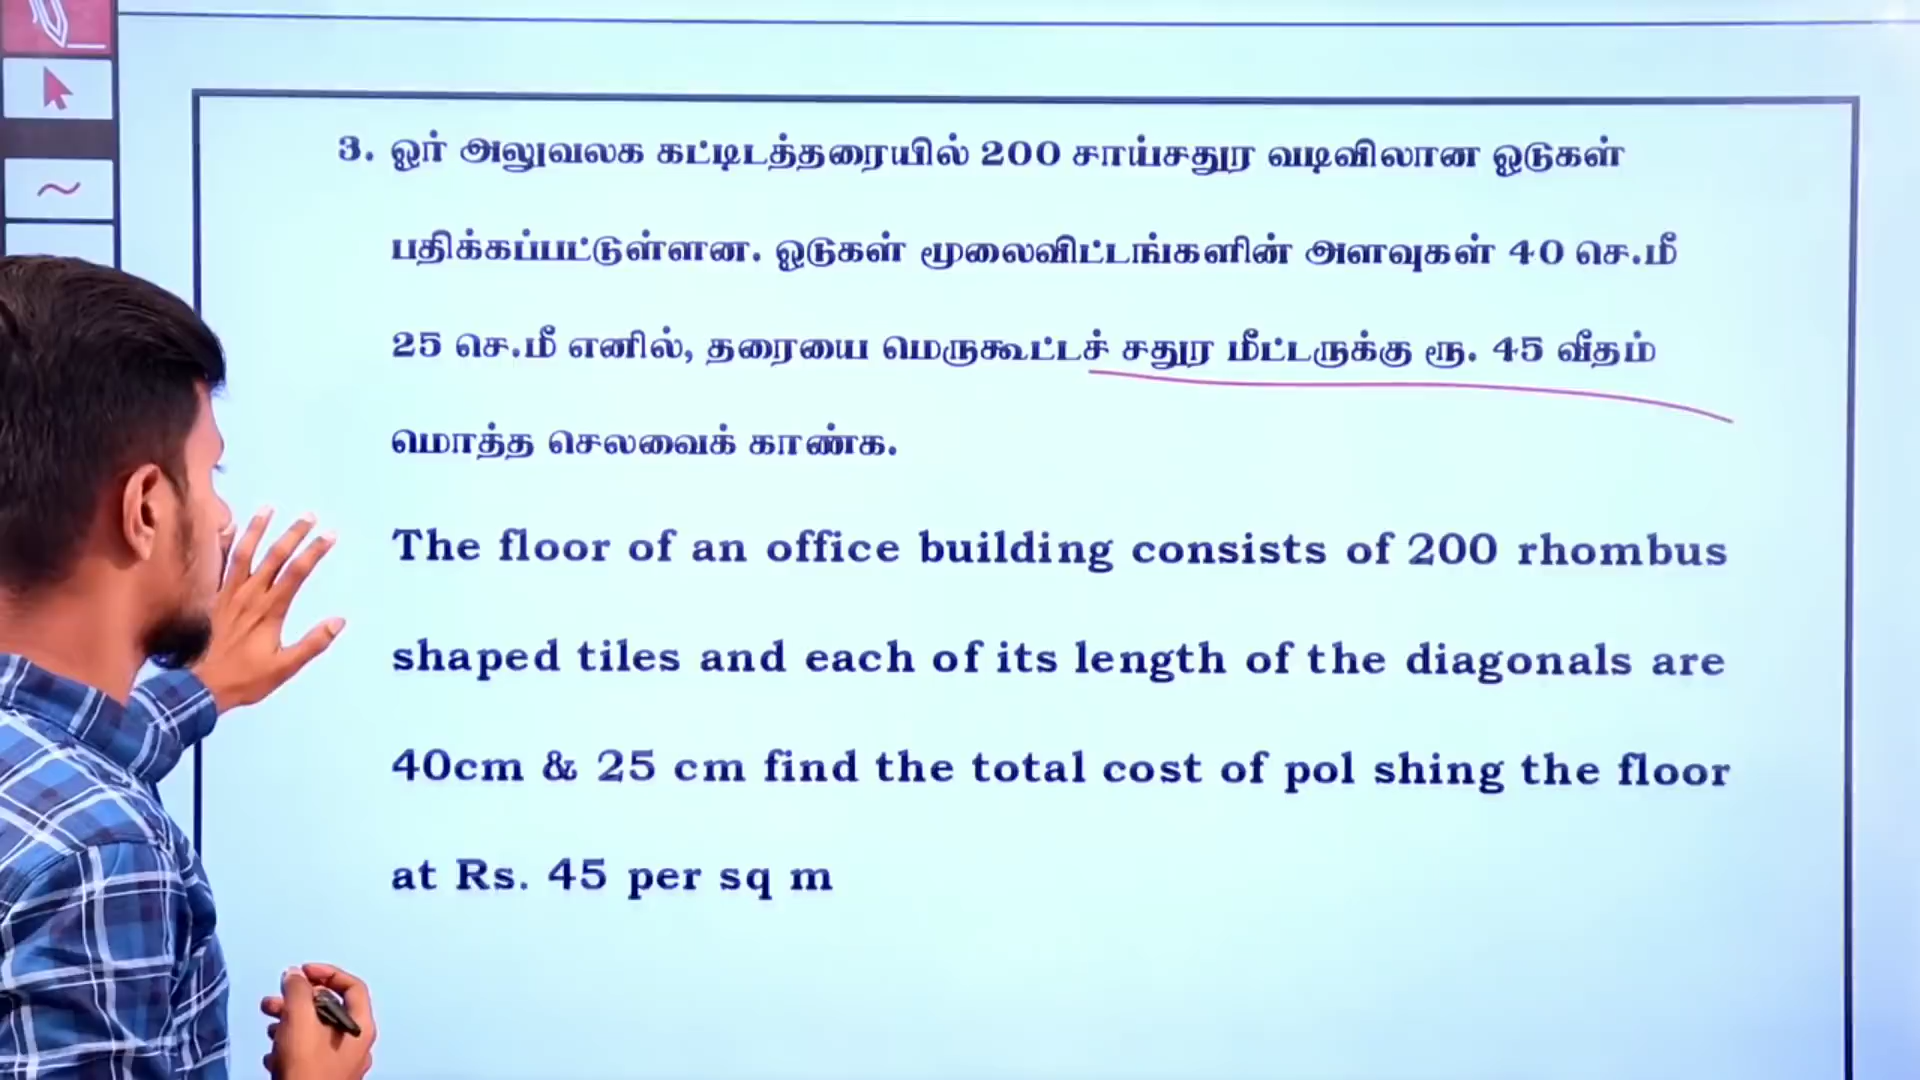 3. ஓர் அலுவலக கட்டிடத்தரையில் 200 சாய்சதுர வடிவிலான ஓடுகள்
பதிக்கப்பட்டுள்ளன. ஓடுகள் மூலைவிட்டங்களின் அளவுகள் 40 செ.மீ
25 செ.மீ எனில், தரையை மெருகூட்டச் சதுர மீட்டருக்கு ரூ. 45 வீதம்
மொத்த செலவைக் காண்க.
The floor of an office building consists of 200 rhombus
shaped tiles and each of its length of the diagonals are
40cm & 25 cm find the total cost of pol shing the floor
at Rs. 45 per sq m